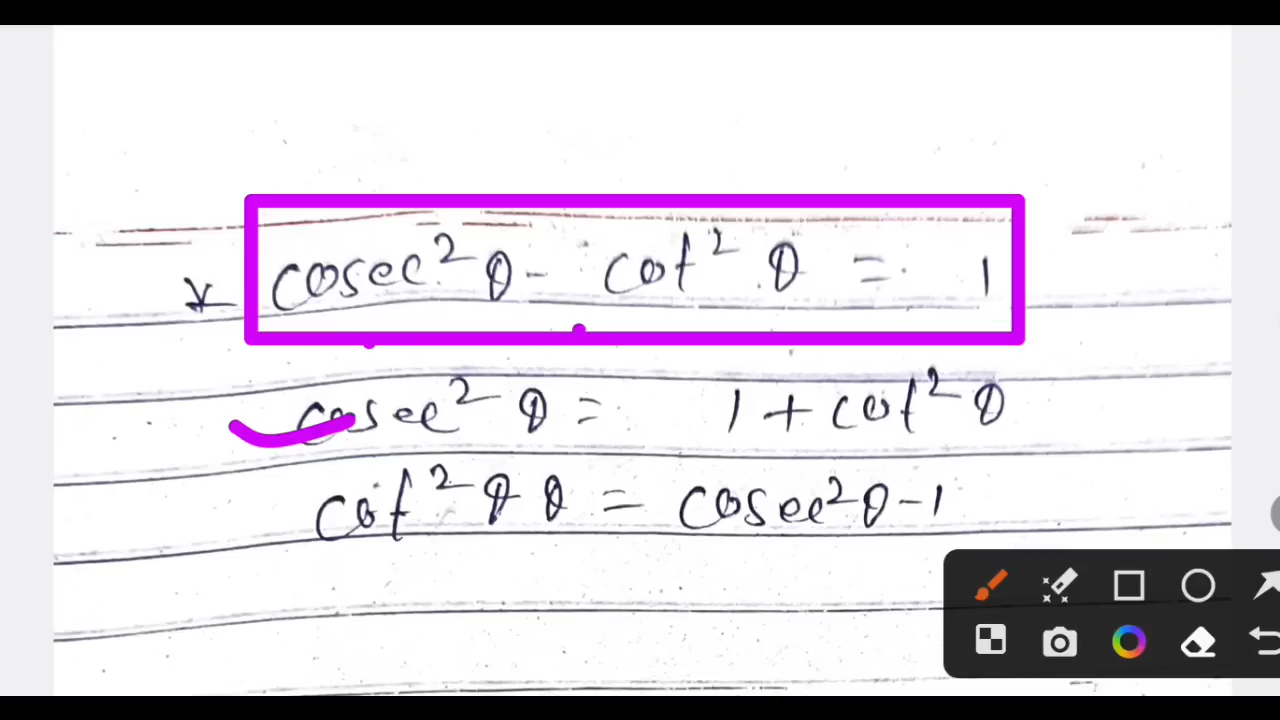 * cosec²θ - cot²θ = 1
cosec²θ = 1 + cot²θ
cot²θ θ = cosec²θ - 1